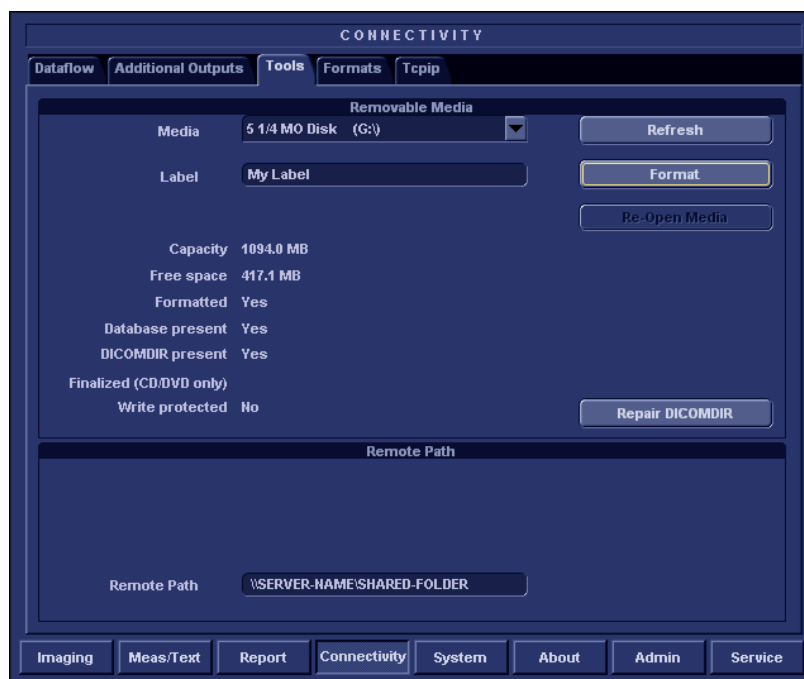 CONNECTIVITY
Dataflow Additional Outputs Tools Formats Tcpip
Removable Media
Media 5 1/4 MO Disk (G:\) Refresh
Label My Label Format
Re-Open Media
Capacity 1094.0 MB
Free space 417.1 MB
Formatted Yes
Database present Yes
DICOMDIR present Yes
Finalized (CD/DVD only)
Write protected No Repair DICOMDIR
Remote Path
Remote Path \\SERVER-NAME\SHARED-FOLDER
Imaging Meas/Text Report Connectivity System About Admin Service